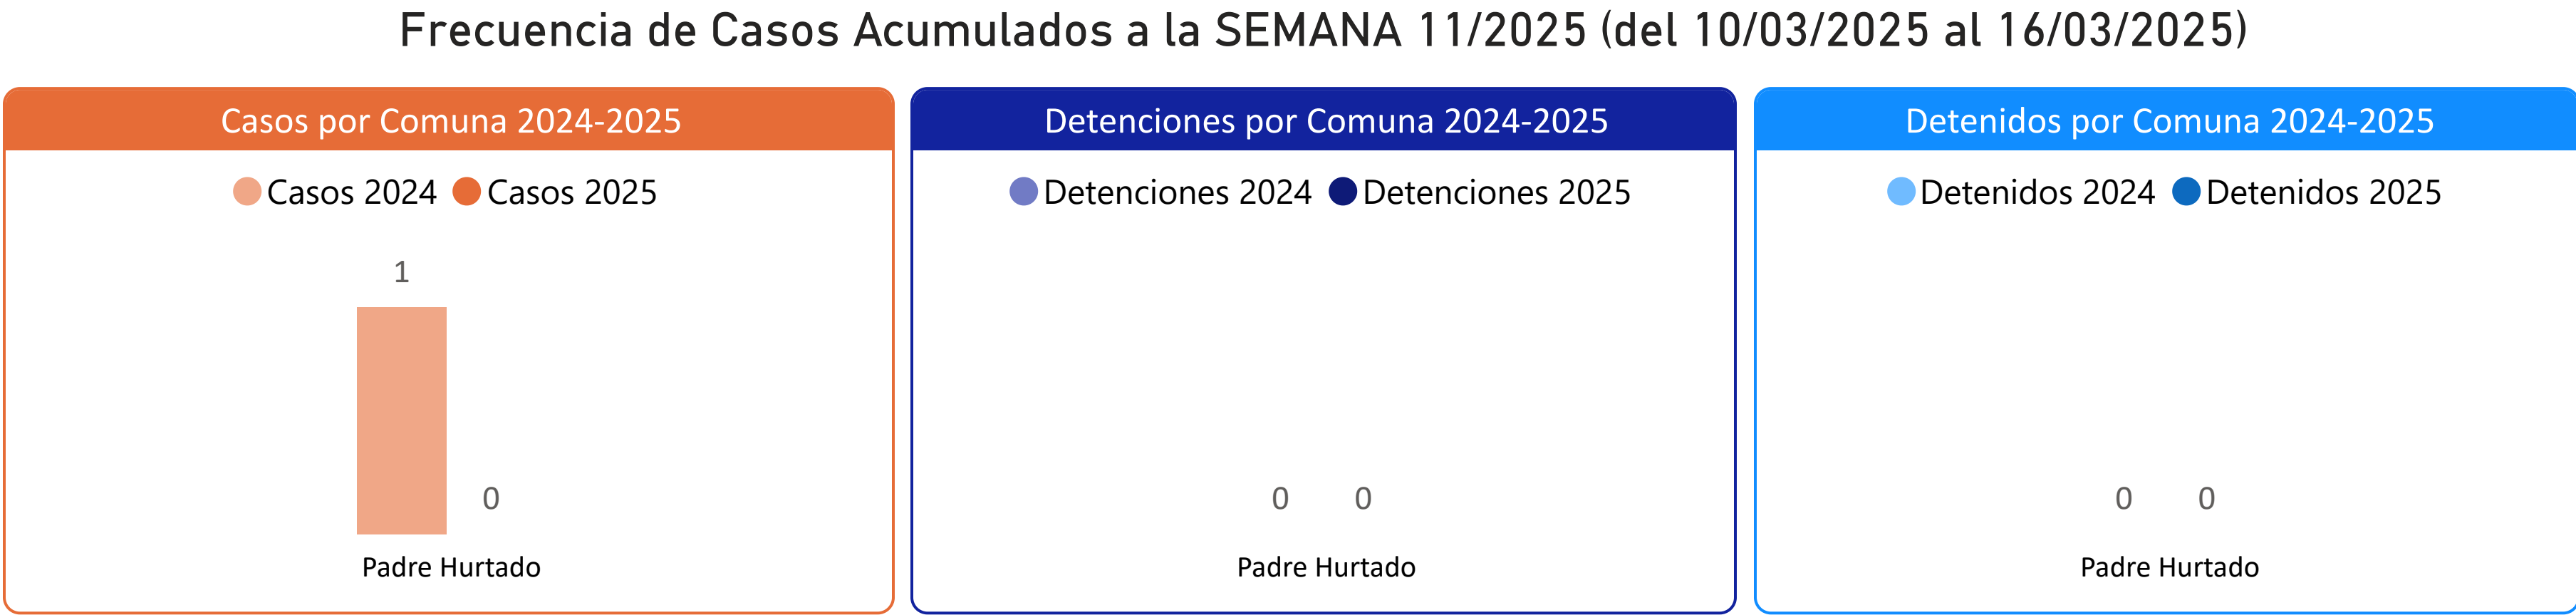 Frecuencia de Casos Acumulados a la SEMANA 11/2025 (del 10/03/2025 al 16/03/2025)
Casos por Comuna 2024-2025
Casos 2024 Casos 2025
1
0
Padre Hurtado
Detenciones por Comuna 2024-2025
Detenciones 2024 Detenciones 2025
0 0
Padre Hurtado
Detenidos por Comuna 2024-2025
Detenidos 2024 Detenidos 2025
0 0
Padre Hurtado